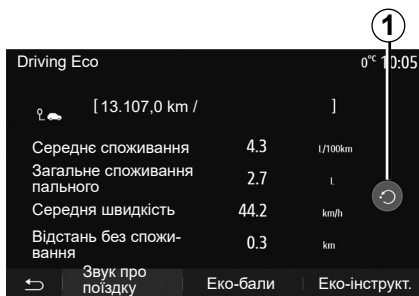 1
Driving Eco 0°C 10:05
[ 13.107,0 km / ]
Середнє споживання 4.3 L/100km
Загальне споживання
пального 2.7 L
Середня швидкість 44.2 km/h
Відстань без спожи-
вання 0.3 km
Звук про
поїздку Еко-бали Еко-інструкт.